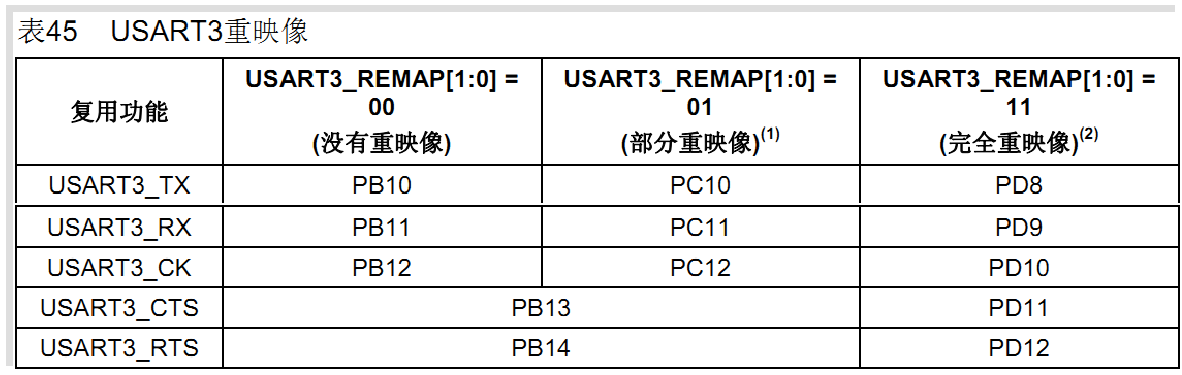 表45 USART3重映像
复用功能 USART3_REMAP[1:0] = 00 (没有重映像) USART3_REMAP[1:0] = 01 (部分重映像)(1) USART3_REMAP[1:0] = 11 (完全重映像)(2)
USART3_TX PB10 PC10 PD8
USART3_RX PB11 PC11 PD9
USART3_CK PB12 PC12 PD10
USART3_CTS PB13 PD11
USART3_RTS PB14 PD12